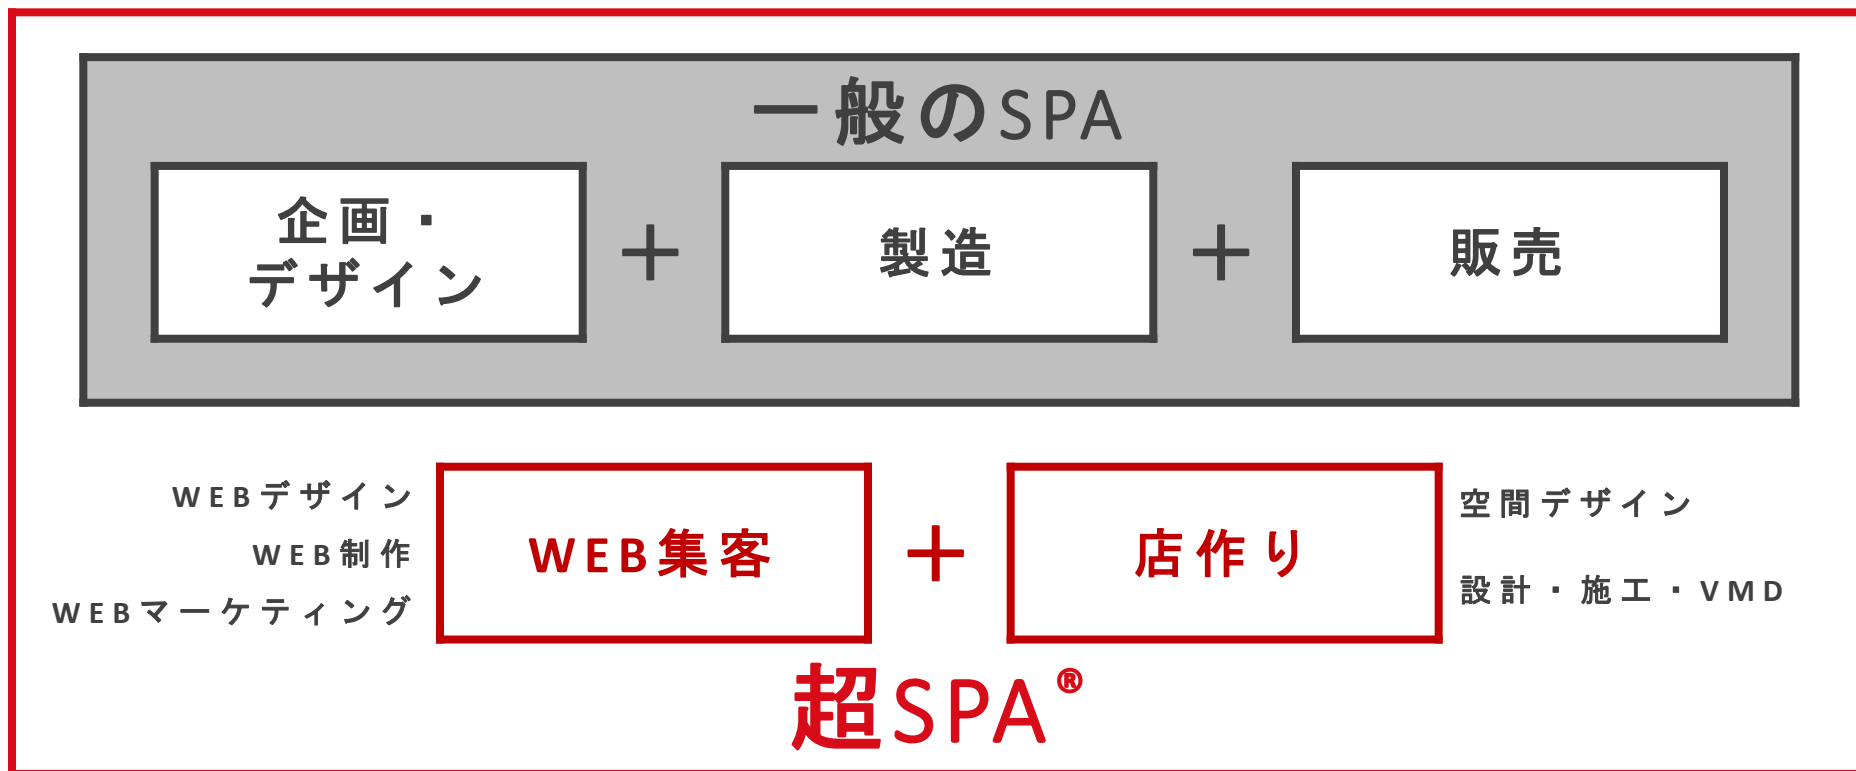 一般のSPA
企画・
デザイン
＋
製造
＋
販売
WEBデザイン
WEB制作
WEBマーケティング
WEB集客
＋
店作り
空間デザイン
設計・施工・VMD
超SPA®